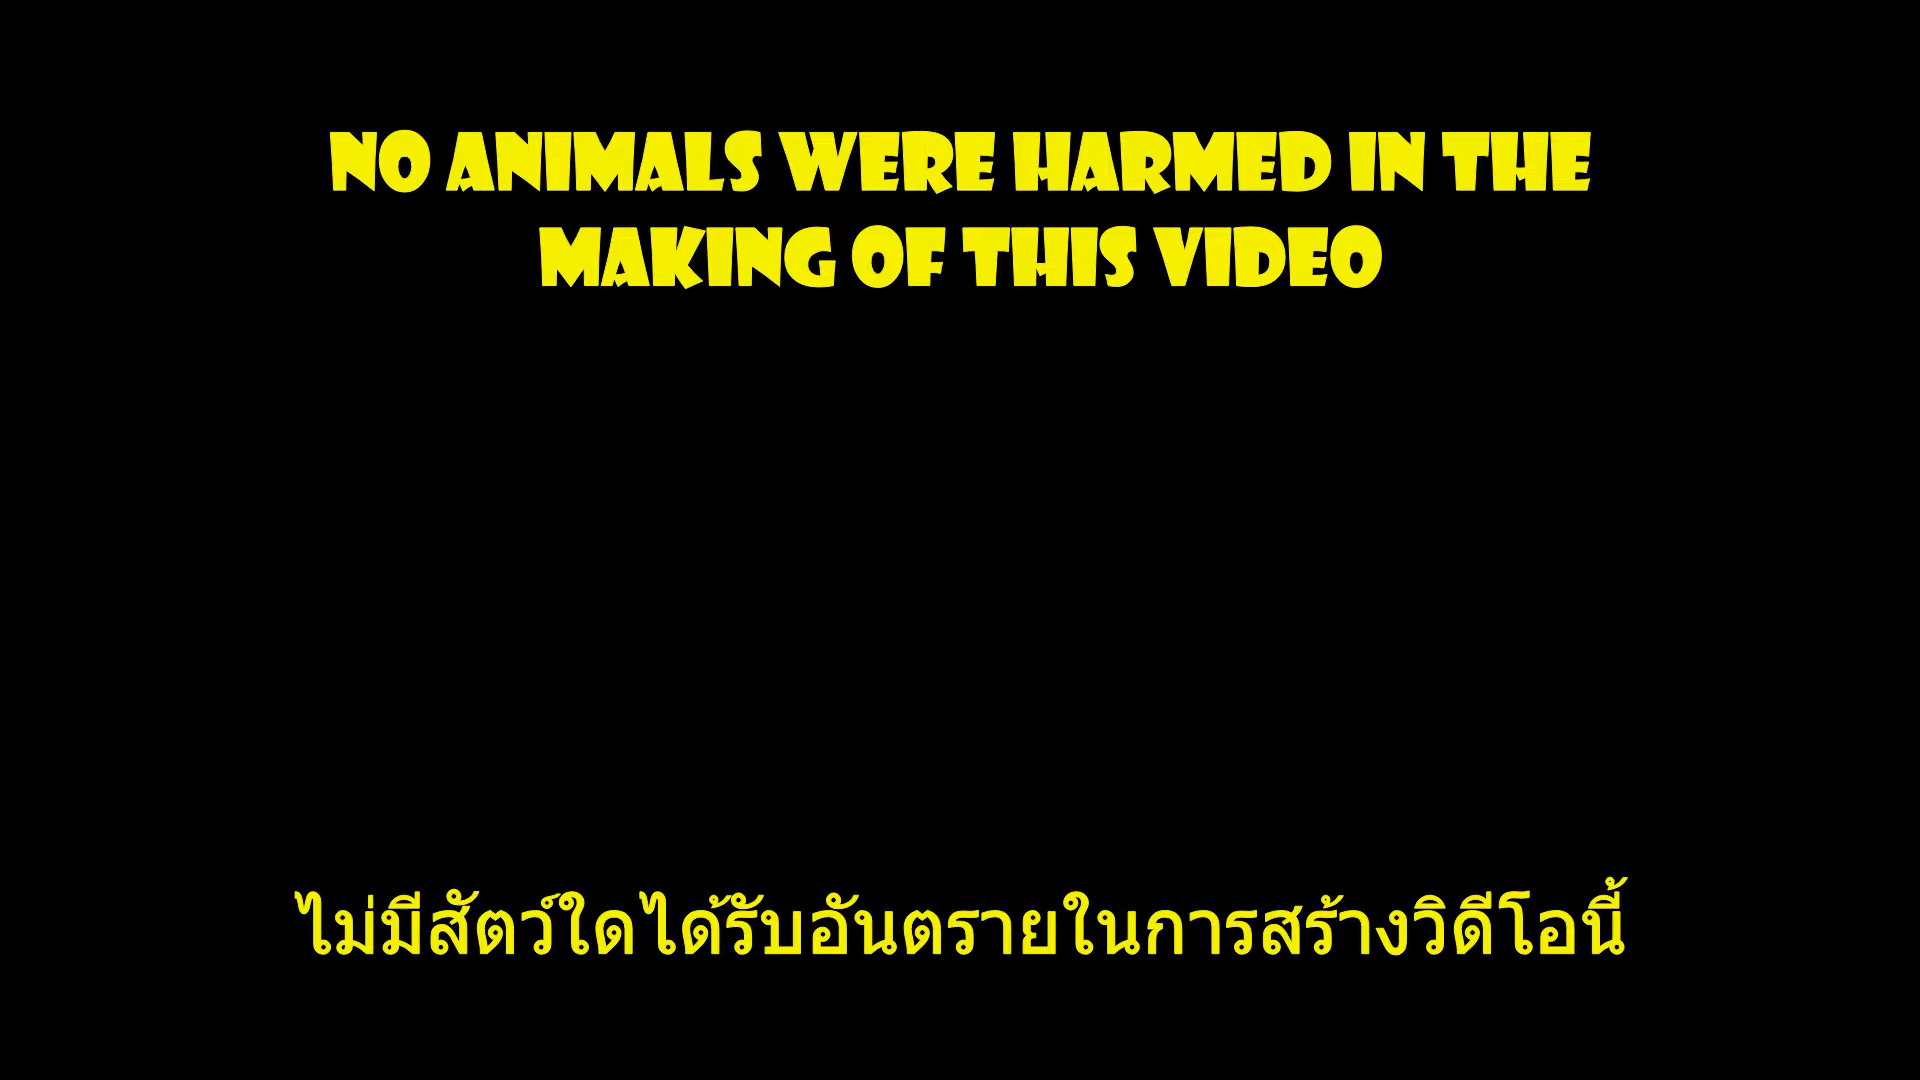 NO ANIMALS WERE HARMED IN THE
MAKING OF THIS VIDEO
ไม่มีสัตว์ใดได้รับอันตรายในการสร้างวิดีโอนี้